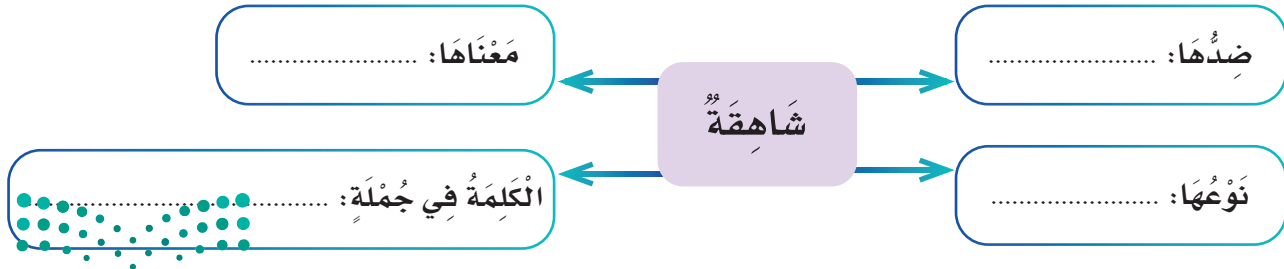 ضِدُّهَا: ........................
مَعْنَاهَا: ........................
شَاهِقَةٌ
نَوْعُهَا: ........................
الْكَلِمَةُ فِي جُمْلَةٍ: ............................................